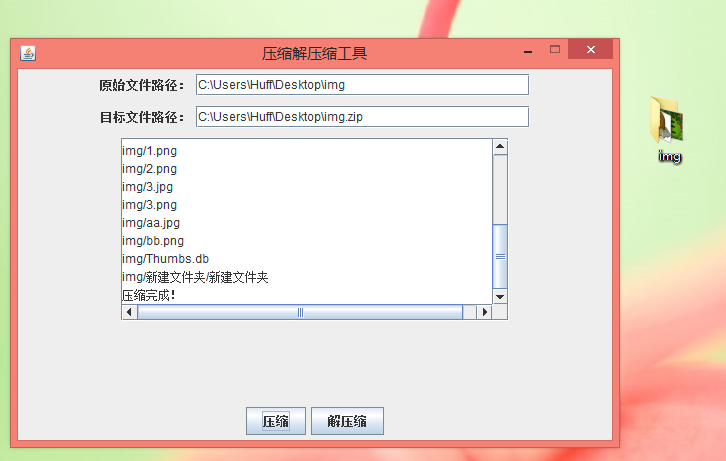 压缩解压缩工具
原始文件路径： C:\Users\Huff\Desktop\img
目标文件路径： C:\Users\Huff\Desktop\img.zip
img/1.png
img/2.png
img/3.jpg
img/3.png
img/aa.jpg
img/bb.png
img/Thumbs.db
img/新建文件夹/新建文件夹
压缩完成！
压缩 解压缩
img